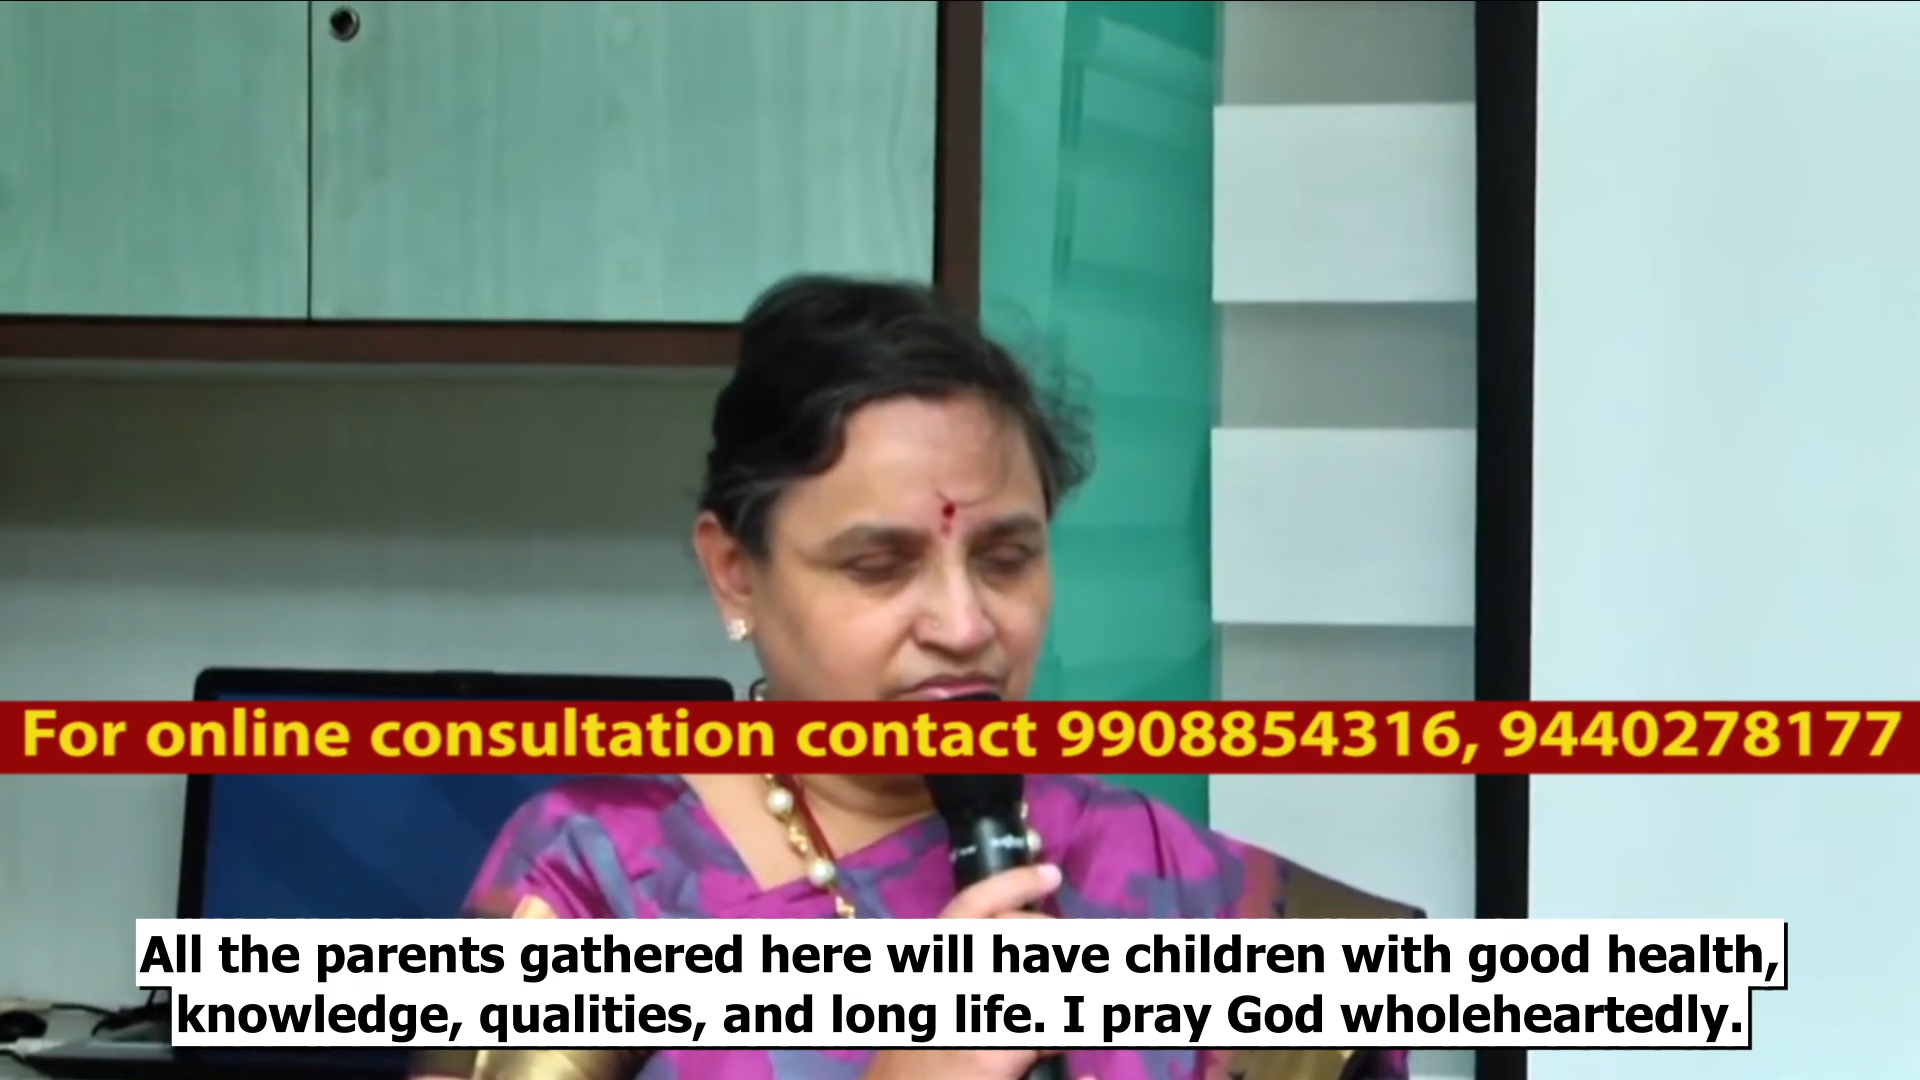 For online consultation contact 9908854316, 9440278177
All the parents gathered here will have children with good health,
knowledge, qualities, and long life. I pray God wholeheartedly.